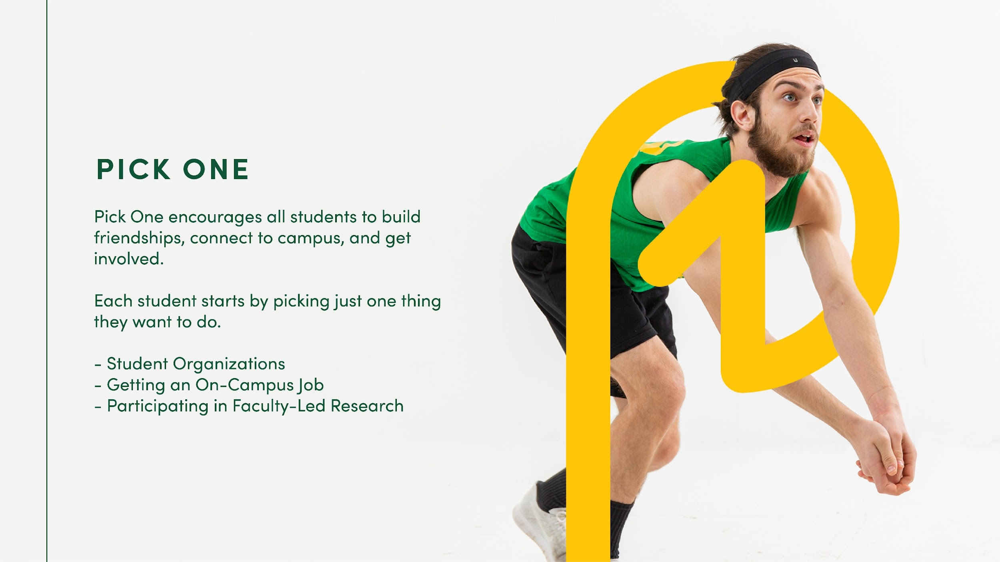 PICK ONE
Pick One encourages all students to build
friendships, connect to campus, and get
involved.
Each student starts by picking just one thing
they want to do.
- Student Organizations
- Getting an On-Campus Job
- Participating in Faculty-Led Research